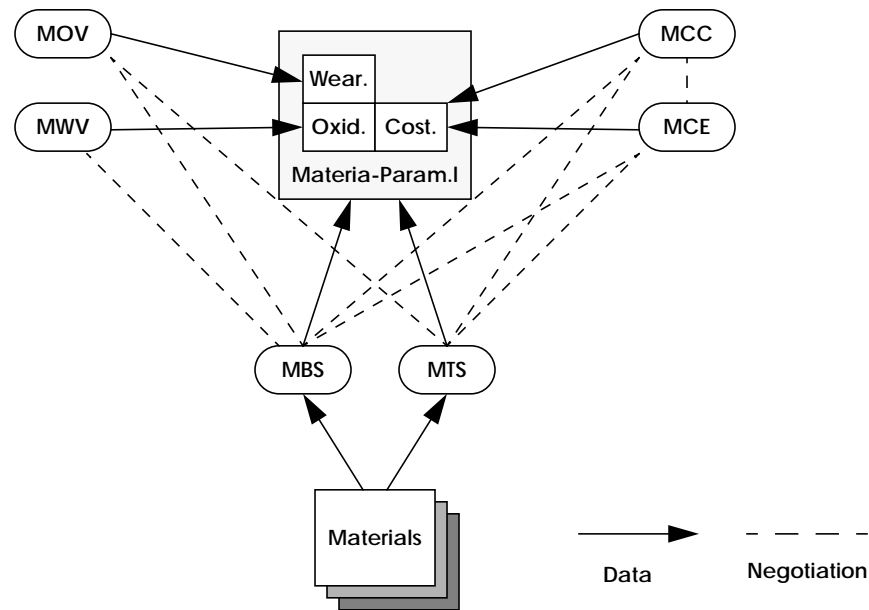 MOV
MCC
Wear.
MWV
Oxid.
Cost.
MCE
Materia-Param.l
MBS
MTS
Materials
Data
Negotiation